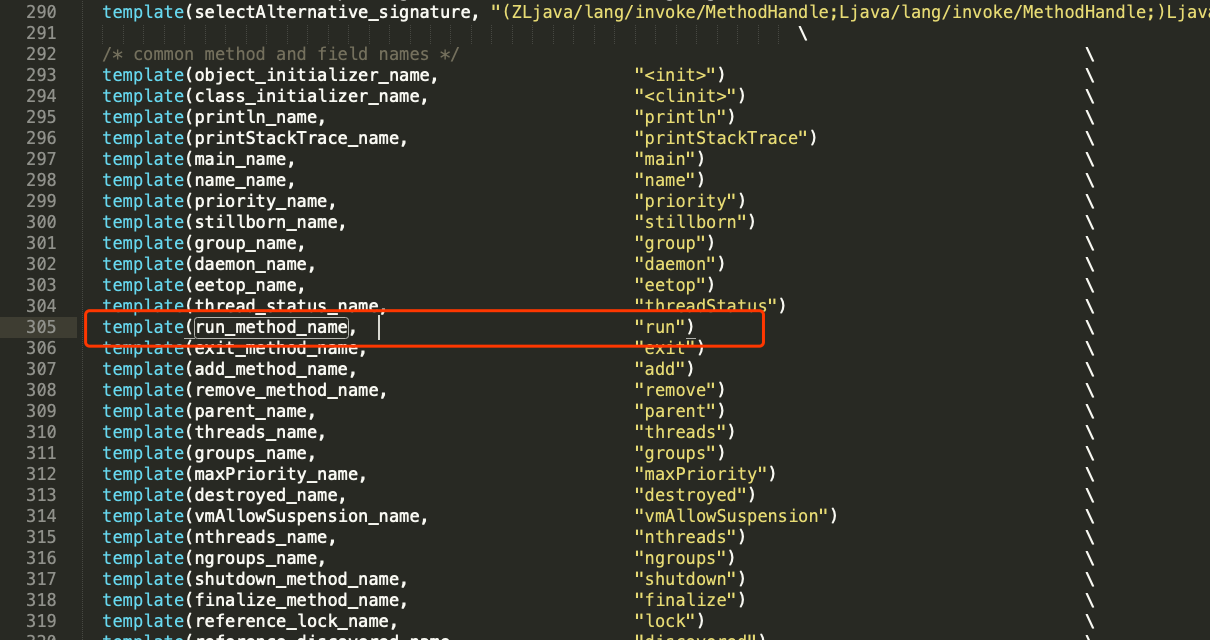 290 template(selectAlternative_signature, "(ZLjava/lang/invoke/MethodHandle;Ljava/lang/invoke/MethodHandle;)Ljava
291 \
292 /* common method and field names */ \
293 template(object_initializer_name, "<init>") \
294 template(class_initializer_name, "<clinit>") \
295 template(println_name, "println") \
296 template(printStackTrace_name, "printStackTrace") \
297 template(main_name, "main") \
298 template(name_name, "name") \
299 template(priority_name, "priority") \
300 template(stillborn_name, "stillborn") \
301 template(group_name, "group") \
302 template(daemon_name, "daemon") \
303 template(eetop_name, "eetop") \
304 template(thread_status_name, "threadStatus") \
305 template(run_method_name, "run") \
306 template(exit_method_name, "exit") \
307 template(add_method_name, "add") \
308 template(remove_method_name, "remove") \
309 template(parent_name, "parent") \
310 template(threads_name, "threads") \
311 template(groups_name, "groups") \
312 template(maxPriority_name, "maxPriority") \
313 template(destroyed_name, "destroyed") \
314 template(vmAllowSuspension_name, "vmAllowSuspension") \
315 template(nthreads_name, "nthreads") \
316 template(ngroups_name, "ngroups") \
317 template(shutdown_method_name, "shutdown") \
318 template(finalize_method_name, "finalize") \
319 template(reference_lock_name, "lock") \
320 template(reference_discovered_name, "discovered") \